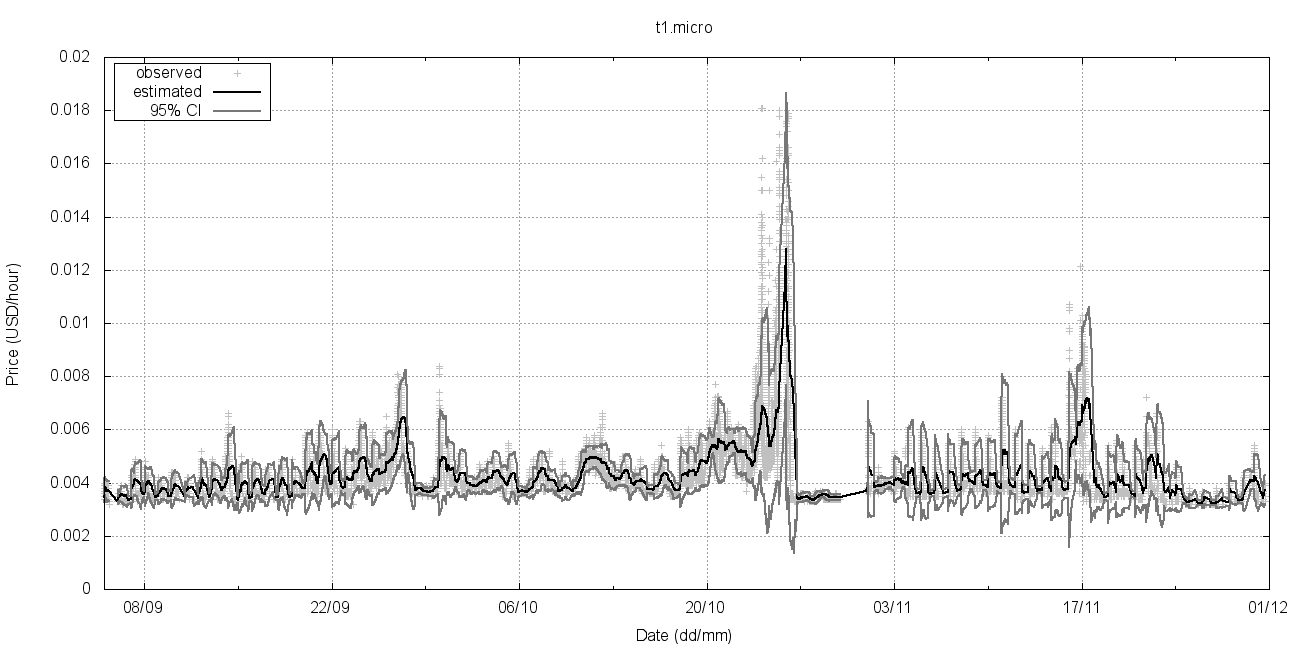 t1.micro
0.02
0.018
0.016
0.014
0.012
0.01
0.008
0.006
0.004
0.002
0
observed
estimated
95% CI
Price (USD/hour)
08/09 22/09 06/10 20/10 03/11 17/11 01/12
Date (dd/mm)